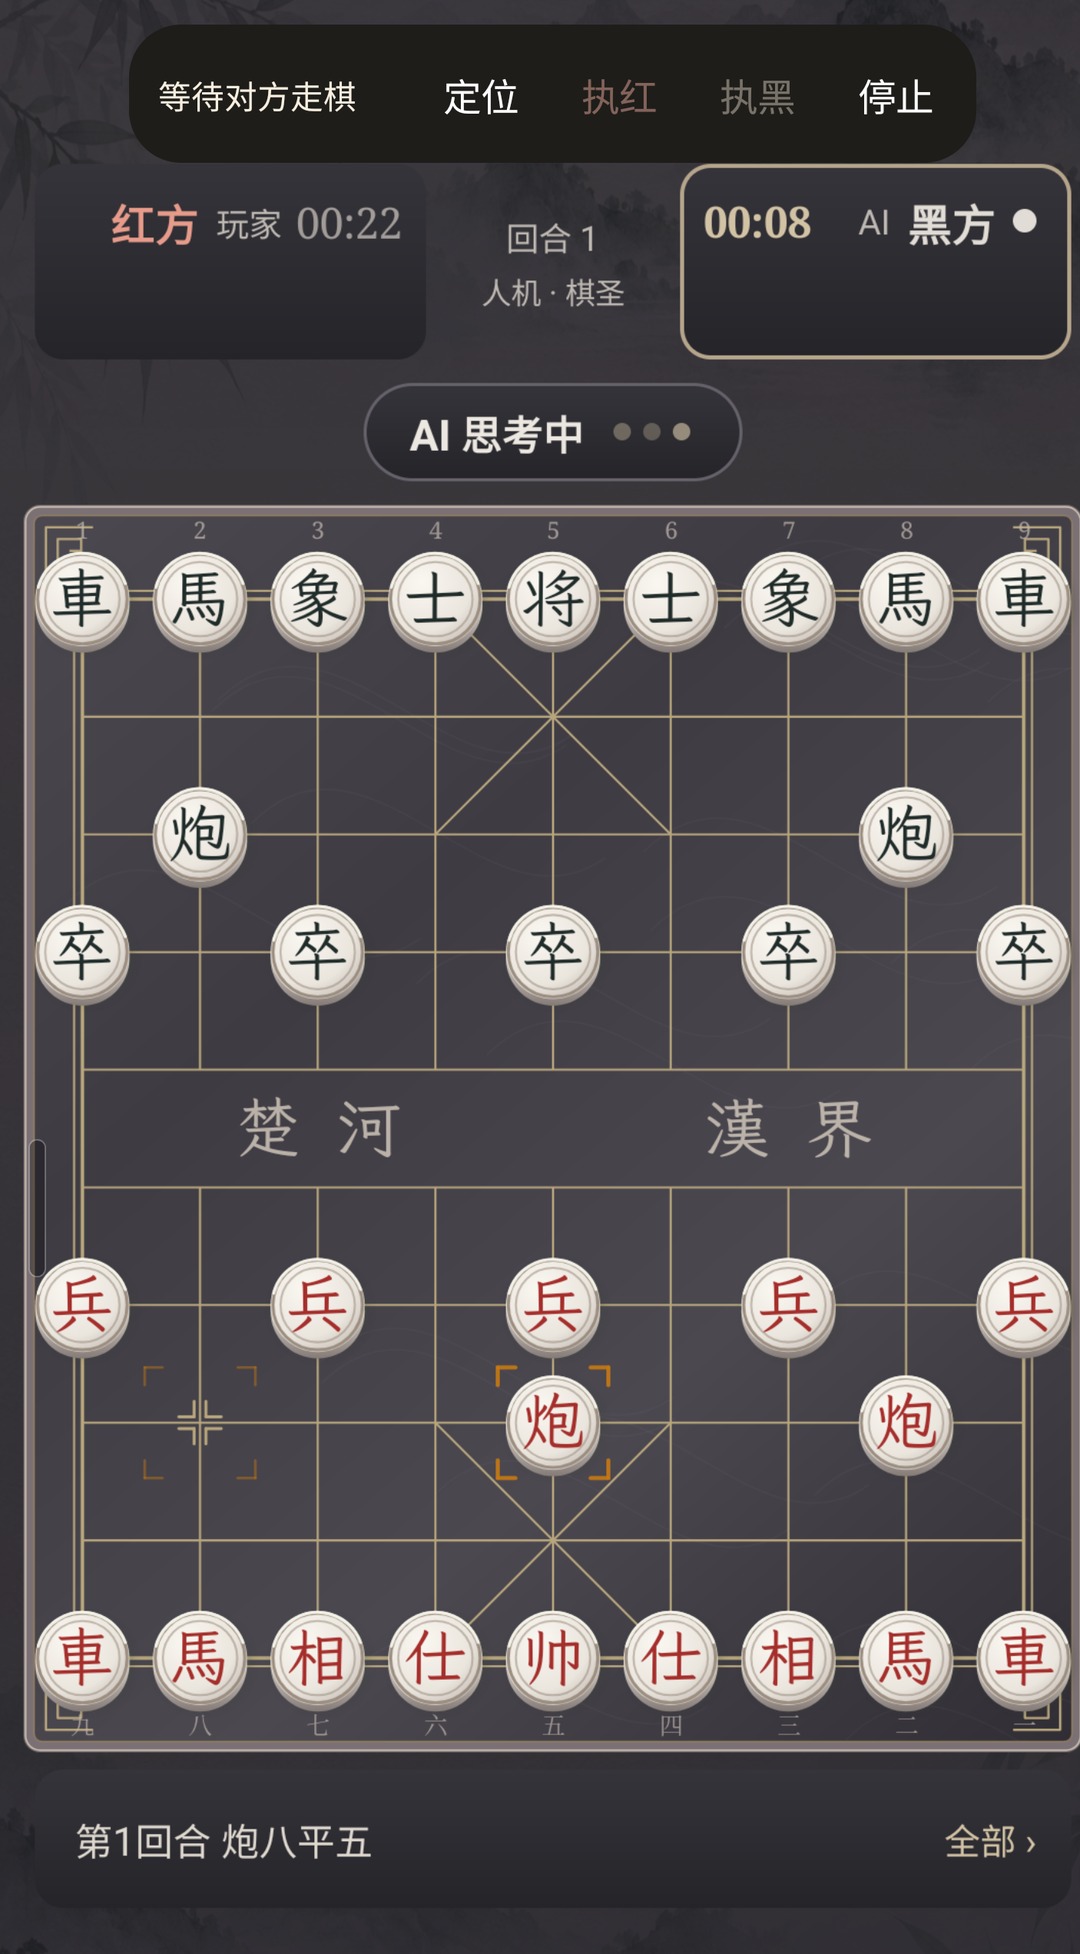 等待对方走棋 定位 执红 执黑 停止
红方 玩家 00:22
回合 1
人机 · 棋圣
00:08 AI 黑方
AI 思考中
1 2 3 4 5 6 7 8 9
車 馬 象 士 将 士 象 馬 車
炮 炮
卒 卒 卒 卒 卒
楚河 漢界
兵 兵 兵 兵 兵
炮 炮
車 馬 相 仕 帅 仕 相 馬 車
九 八 七 六 五 四 三 二 一
第1回合 炮八平五
全部 ›